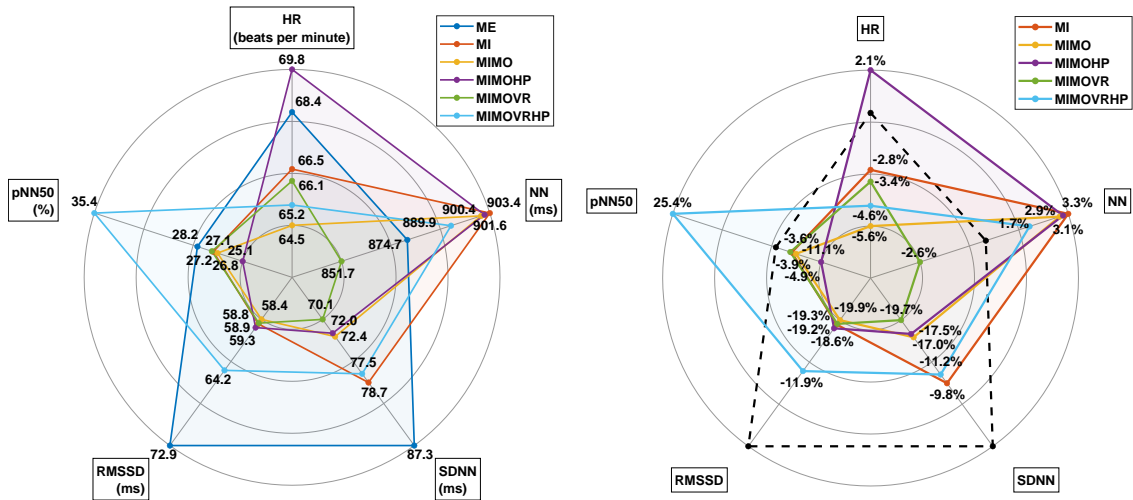 HR
(beats per minute)
69.8
68.4
66.5
66.1
65.2
64.5
ME
MI
MIMO
MIMOHP
MIMOVR
MIMOVRHP
NN
(ms)
903.4
900.4
901.6
889.9
874.7
851.7
pNN50
(%)
35.4
28.2
27.1
27.2
25.1
26.8
58.4
58.8
58.9
59.3
64.2
72.9
RMSSD
(ms)
70.1
72.0
72.4
77.5
78.7
87.3
SDNN
(ms)
HR
2.1%
-2.8%
-3.4%
-4.6%
-5.6%
MI
MIMO
MIMOHP
MIMOVR
MIMOVRHP
NN
3.3%
2.9%
3.1%
1.7%
-2.6%
pNN50
25.4%
-3.6%
-11.1%
-3.9%
-4.9%
-19.9%
-19.3%
-19.2%
-18.6%
-11.9%
RMSSD
-19.7%
-17.5%
-17.0%
-11.2%
-9.8%
SDNN